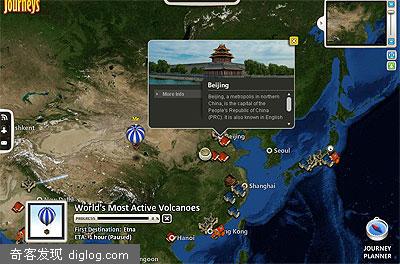 Journeys
Beijing
Beijing, a metropolis in northern
China, is the capital of the
People's Republic of China
(PRC). It is also known in English
More Info
Me
Beijing
Seoul
Shanghai
Hanoi
World's Most Active Volcanoes
PROGRESS
First Destination: Etna
ETA: -1 hour (Paused)
JOURNEY
PLANNER
奇客发现 diglog.com